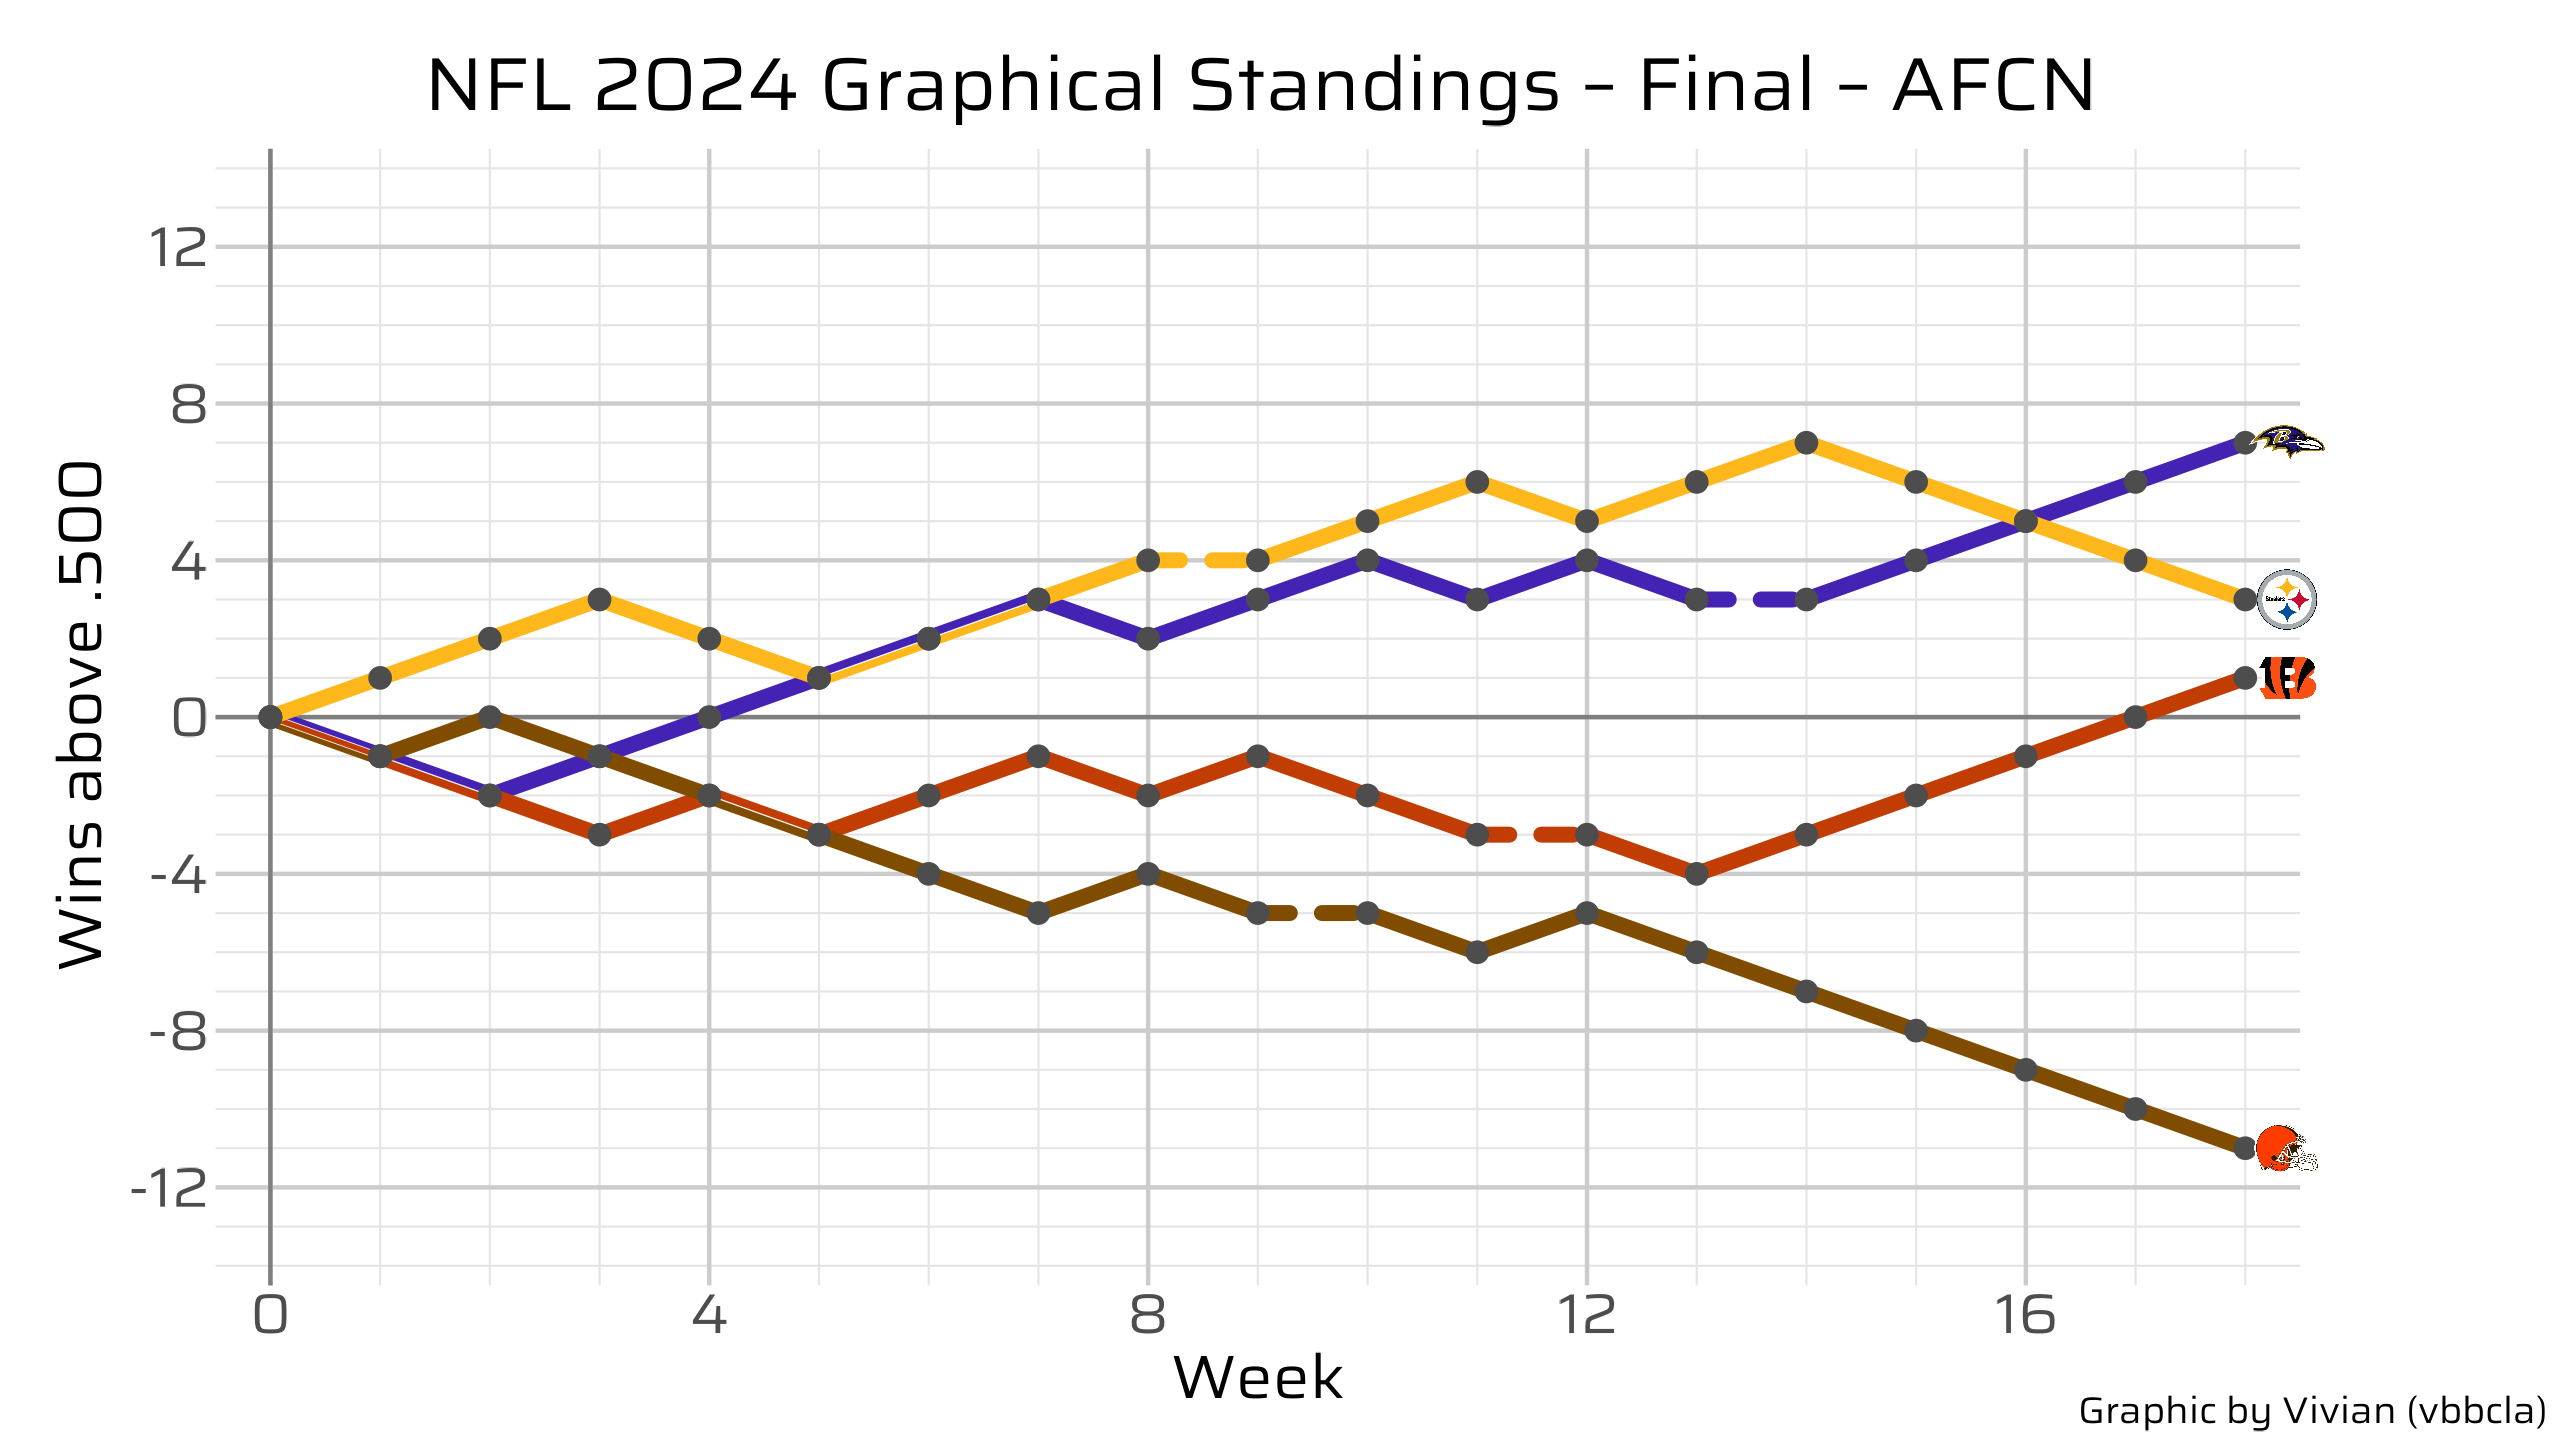 NFL 2024 Graphical Standings – Final – AFCN
Wins above .500
12
8
4
0
-4
-8
-12
0 4 8 12 16
Week
B
Steelers
B
Graphic by Vivian (vbbcla)